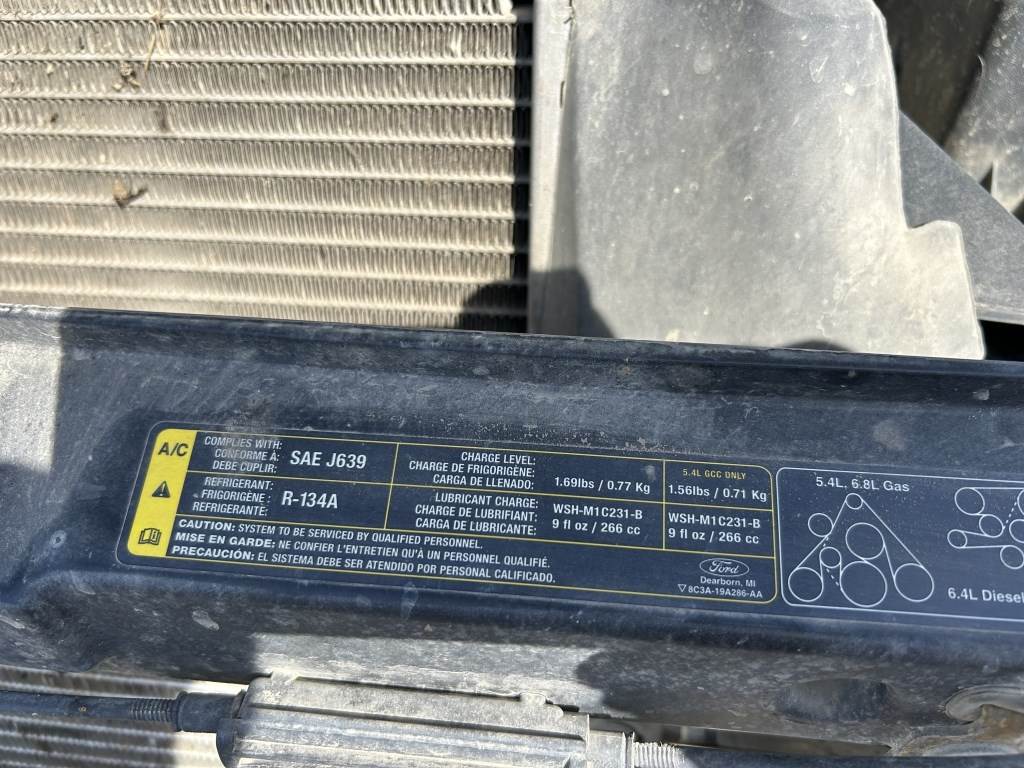 A/C
COMPLIES WITH:
CONFORME À:
DEBE CUPLIR:
SAE J639
REFRIGERANT:
FRIGORIGÈNE :
REFRIGERANTE:
R-134A
CHARGE LEVEL:
CHARGE DE FRIGORIGÈNE:
CARGA DE LLENADO:
1.69lbs / 0.77 Kg
5.4L GCC ONLY
1.56lbs / 0.71 Kg
LUBRICANT CHARGE:
CHARGE DE LUBRIFIANT:
CARGA DE LUBRICANTE:
WSH-M1C231-B
9 fl oz / 266 cc
WSH-M1C231-B
9 fl oz / 266 cc
CAUTION: SYSTEM TO BE SERVICED BY QUALIFIED PERSONNEL.
MISE EN GARDE: NE CONFIER L'ENTRETIEN QU'À UN PERSONNEL QUALIFIÉ.
PRECAUCIÓN: EL SISTEMA DEBE SER ATENDIDO POR PERSONAL CALIFICADO.
Ford
Dearborn, MI
▽8C3A-19A286-AA
5.4L, 6.8L Gas
6.4L Diesel